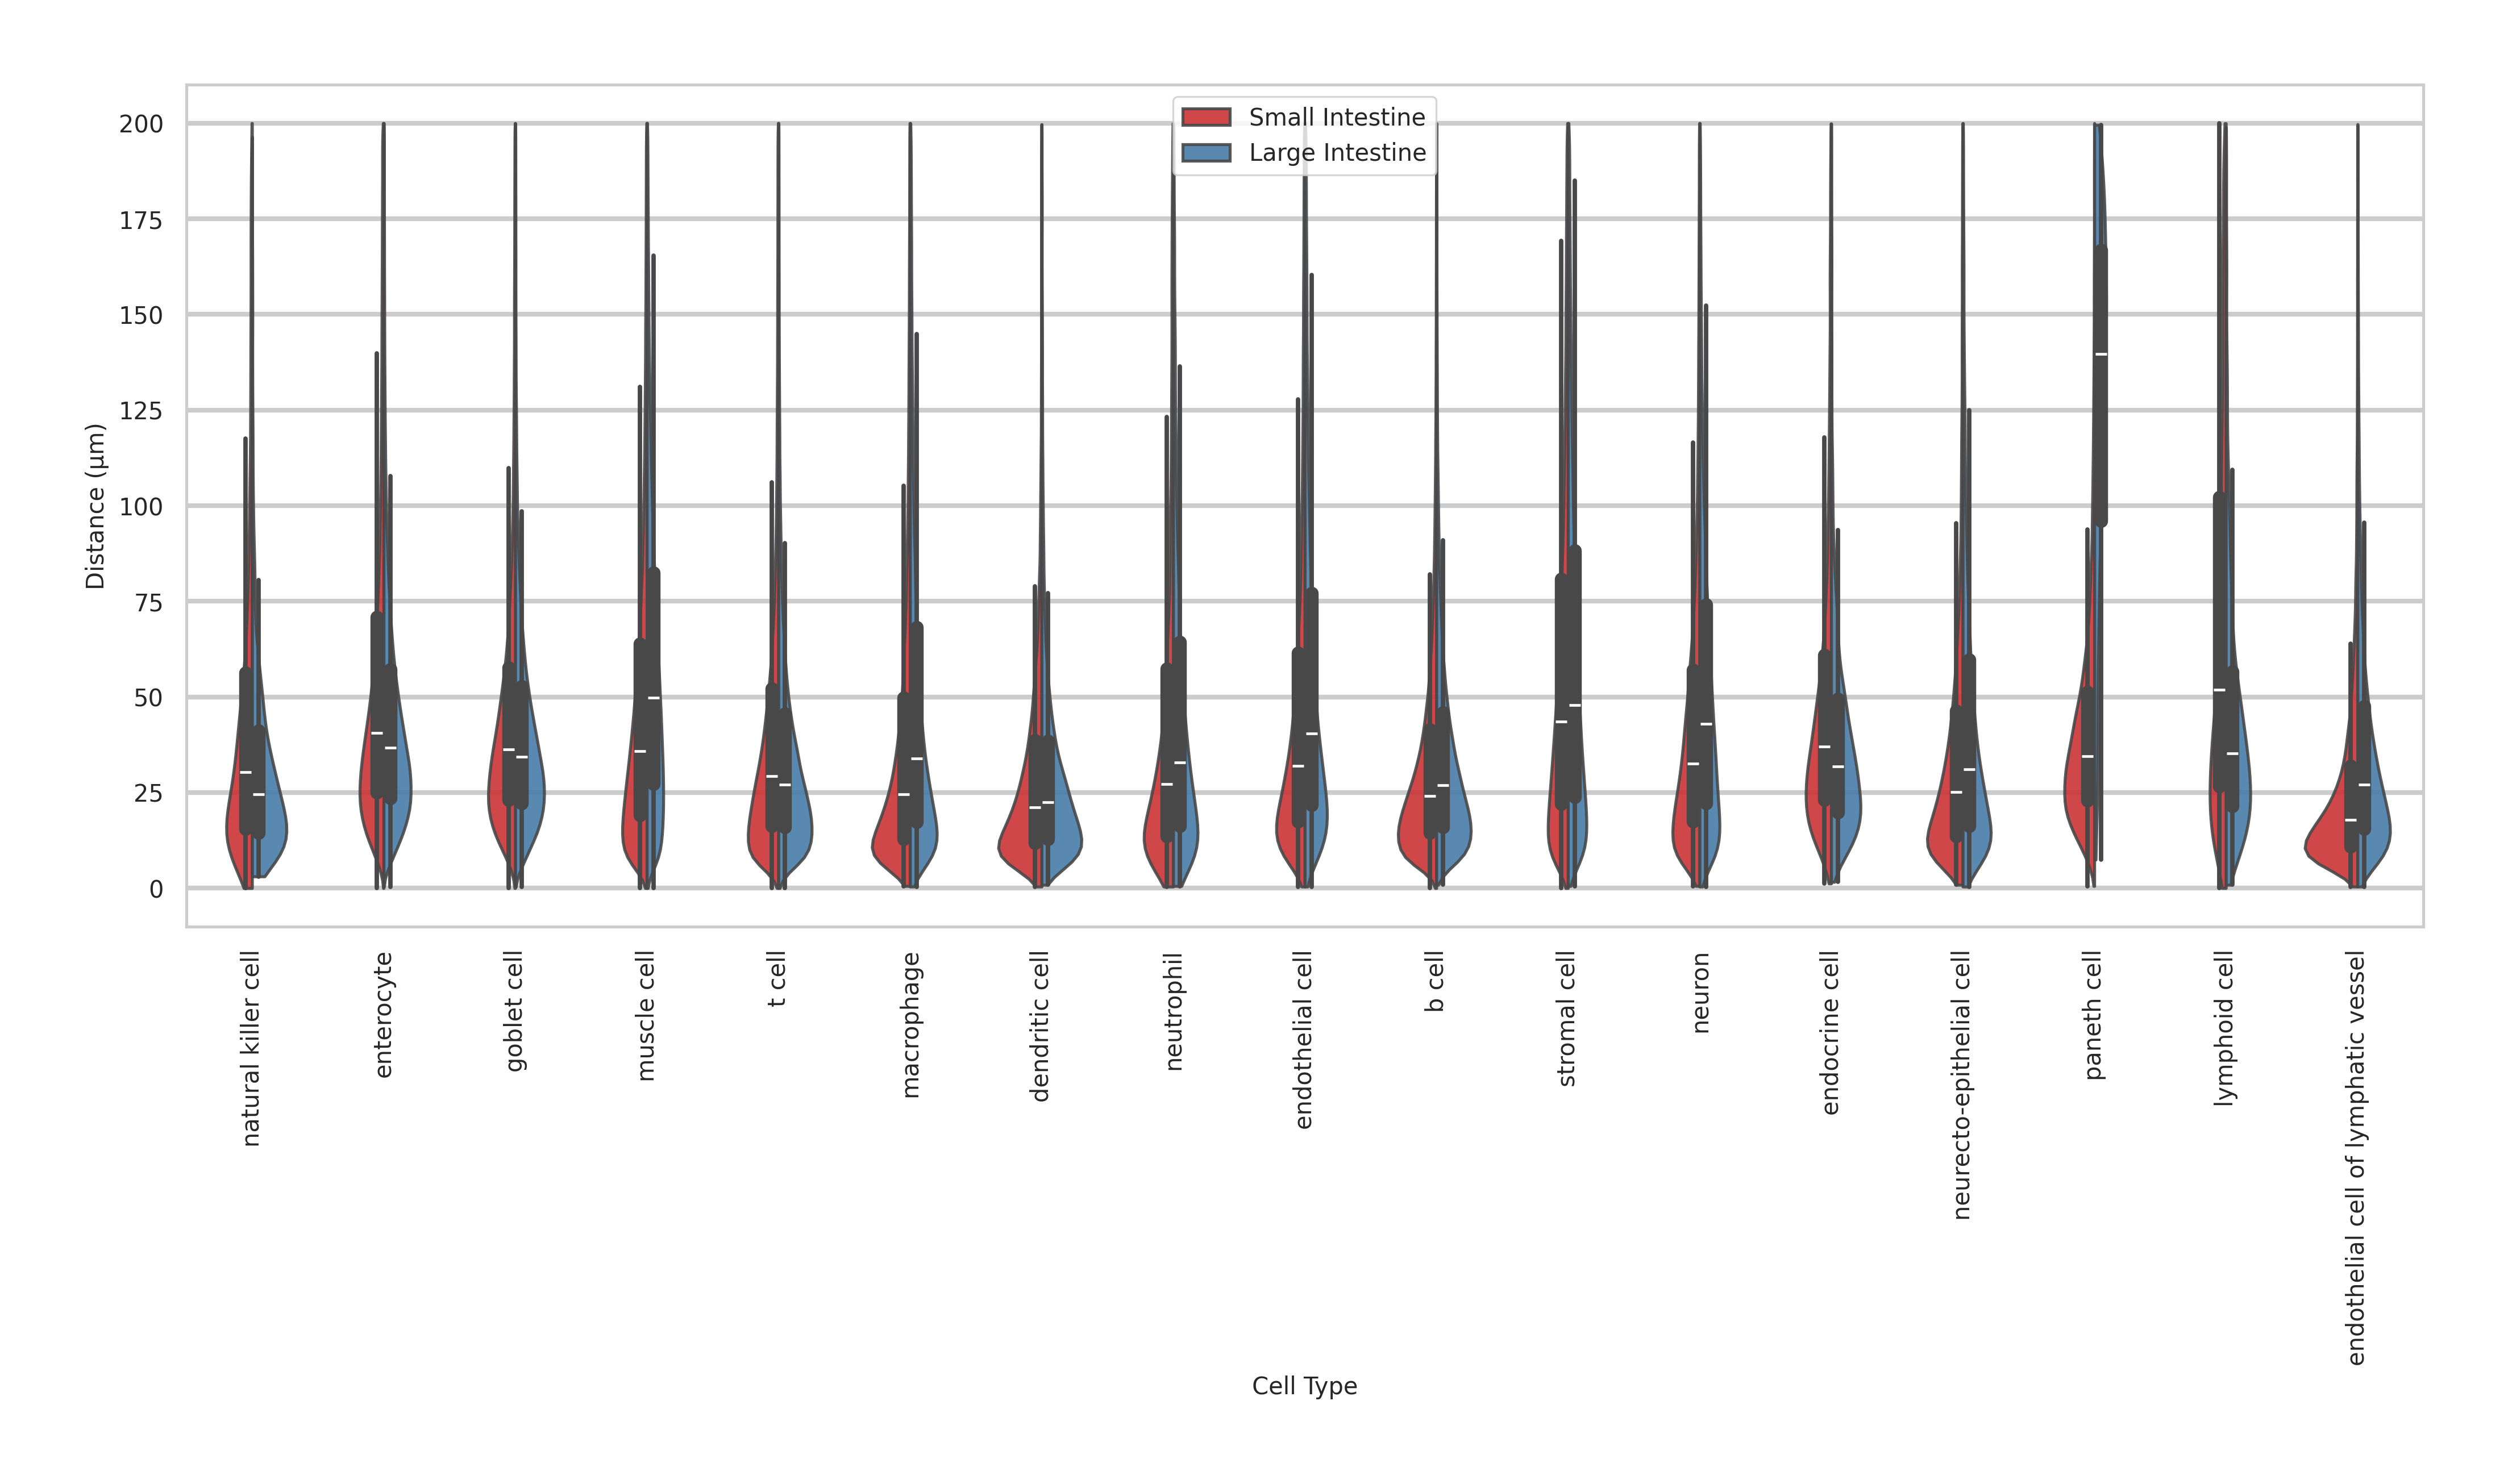 Small Intestine
Large Intestine
200
175
150
125
100
75
50
25
0
Distance (µm)
natural killer cell
enterocyte
goblet cell
muscle cell
t cell
macrophage
dendritic cell
neutrophil
endothelial cell
b cell
stromal cell
neuron
endocrine cell
neurecto-epithelial cell
paneth cell
lymphoid cell
endothelial cell of lymphatic vessel
Cell Type